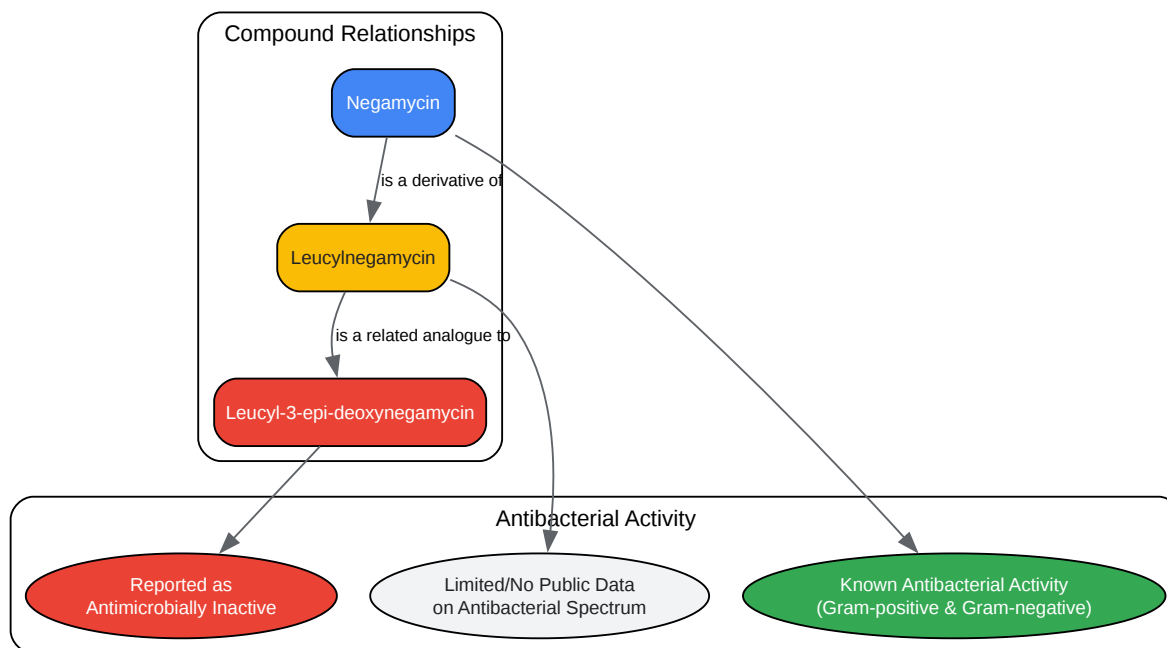 Compound Relationships
Negamycin
is a derivative of
Leucylnegamycin
is a related analogue to
Leucyl-3-epi-deoxynegamycin
Antibacterial Activity
Reported as
Antimicrobially Inactive
Limited/No Public Data
on Antibacterial Spectrum
Known Antibacterial Activity
(Gram-positive & Gram-negative)